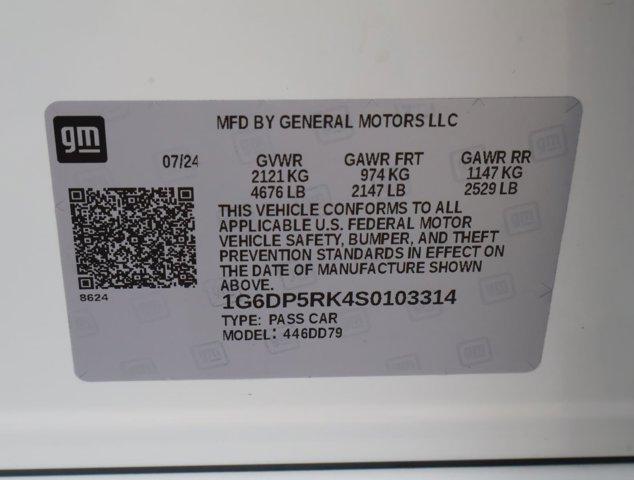 gm
MFD BY GENERAL MOTORS LLC
07/24 GVWR GAWR FRT GAWR RR
2121 KG 974 KG 1147 KG
4676 LB 2147 LB 2529 LB
THIS VEHICLE CONFORMS TO ALL
APPLICABLE U.S. FEDERAL MOTOR
VEHICLE SAFETY, BUMPER, AND THEFT
PREVENTION STANDARDS IN EFFECT ON
THE DATE OF MANUFACTURE SHOWN
ABOVE.
8624
1G6DP5RK4S0103314
TYPE: PASS CAR
MODEL: 446DD79